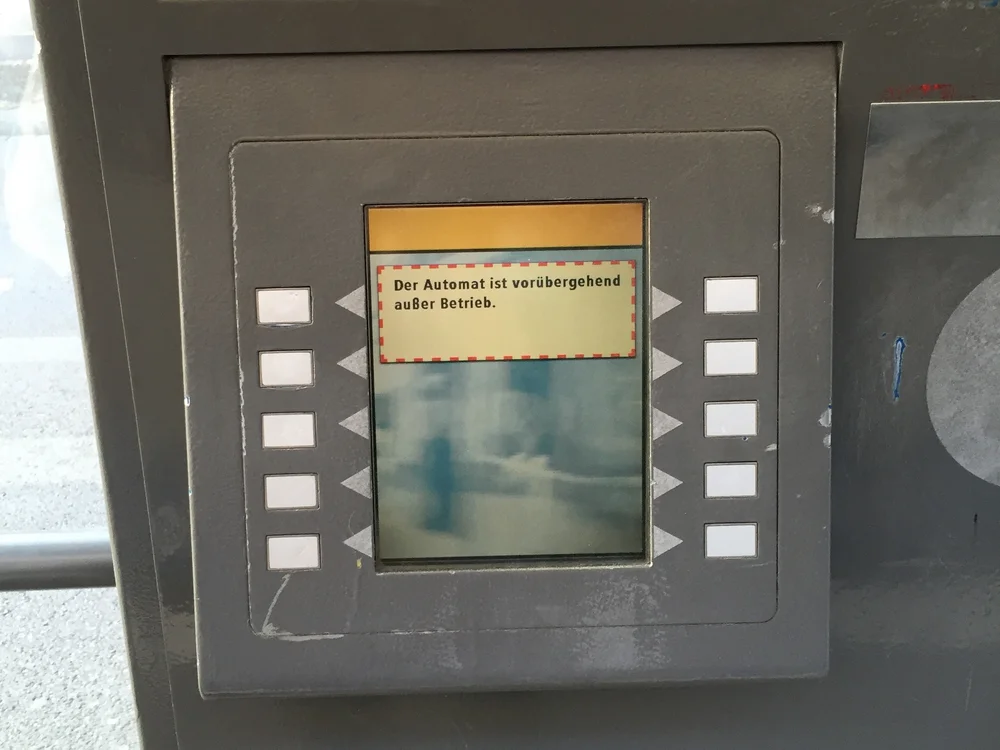 Der Automat ist vorübergehend
außer Betrieb.